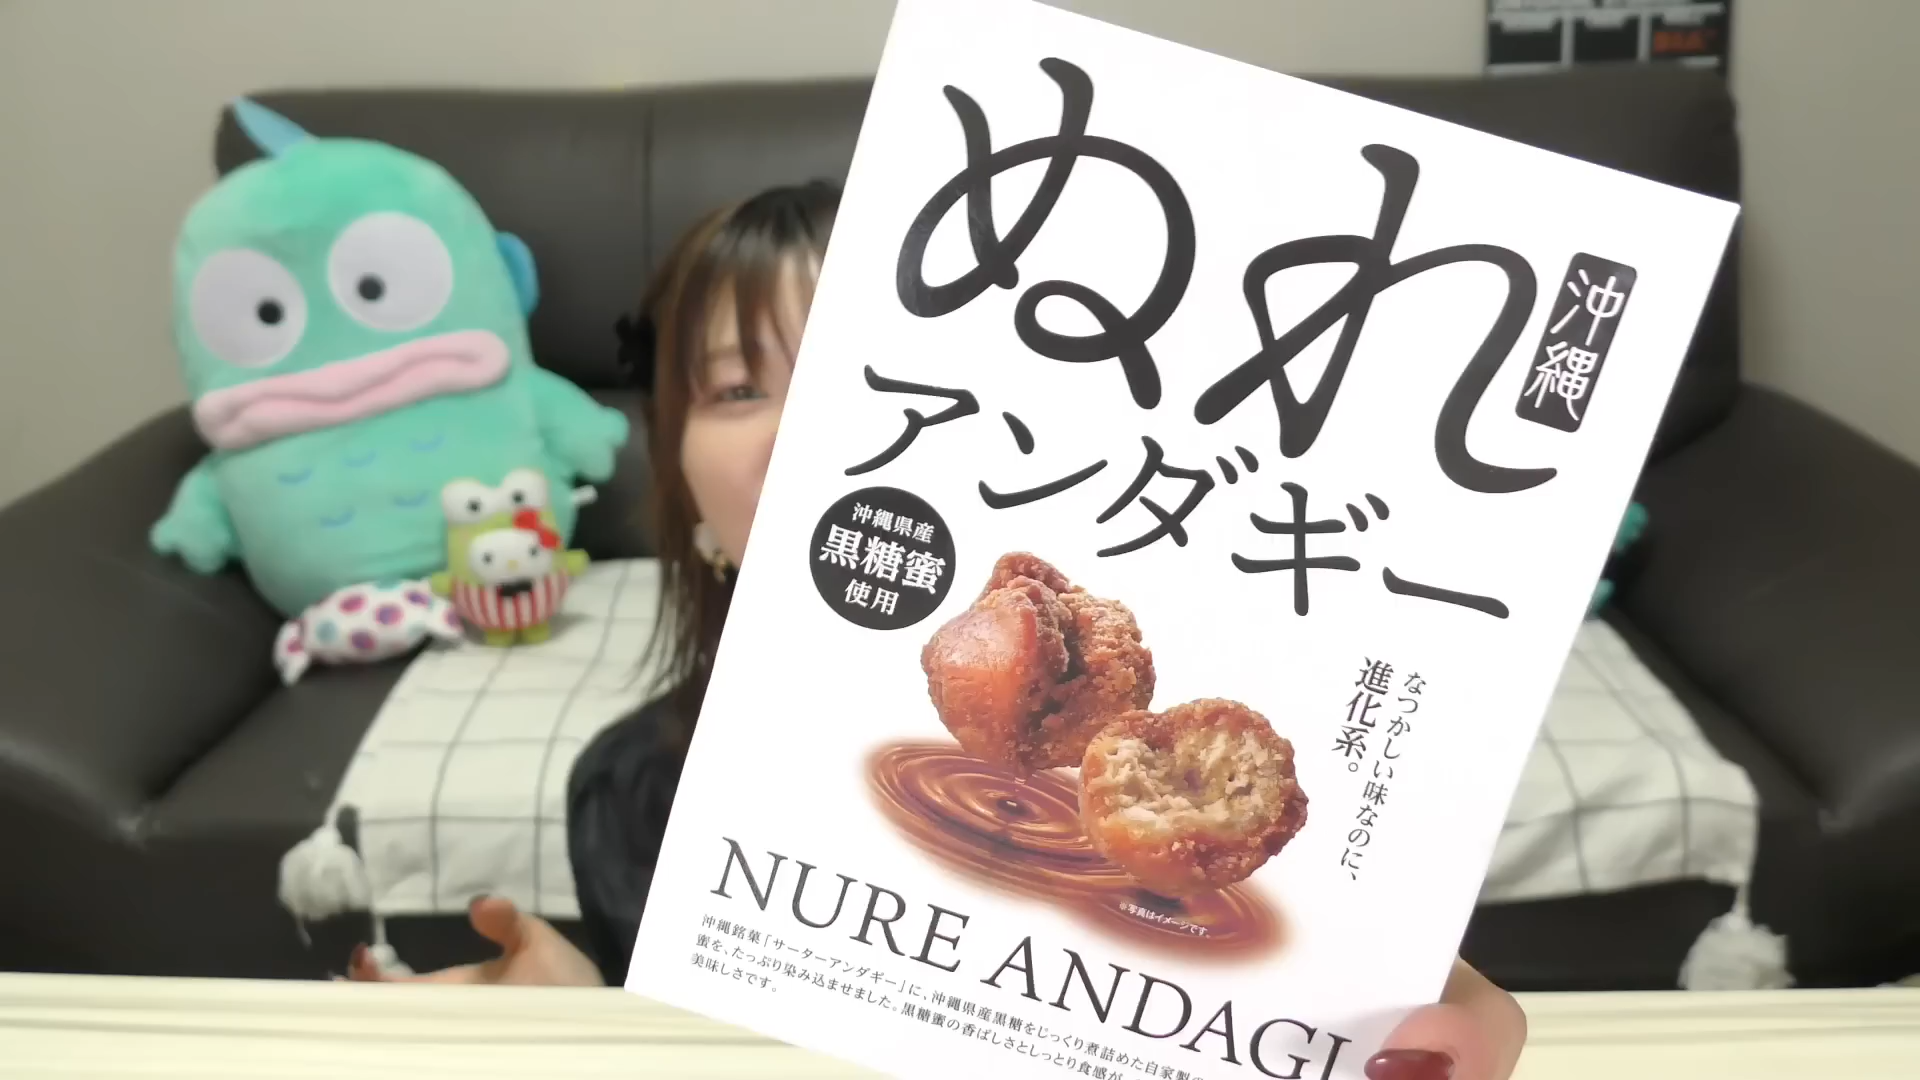 ぬれ
アンダギー
沖縄
沖縄県産
黒糖蜜
使用
なつかしい味なのに、
進化系。
※写真はイメージです。
NURE ANDAGI
沖縄銘菓「サーターアンダギー」に、沖縄県産黒糖をじっくり煮詰めた自家製の
蜜を、たっぷり染み込ませました。黒糖蜜の香ばしさとしっとり食感が
美味しさです。